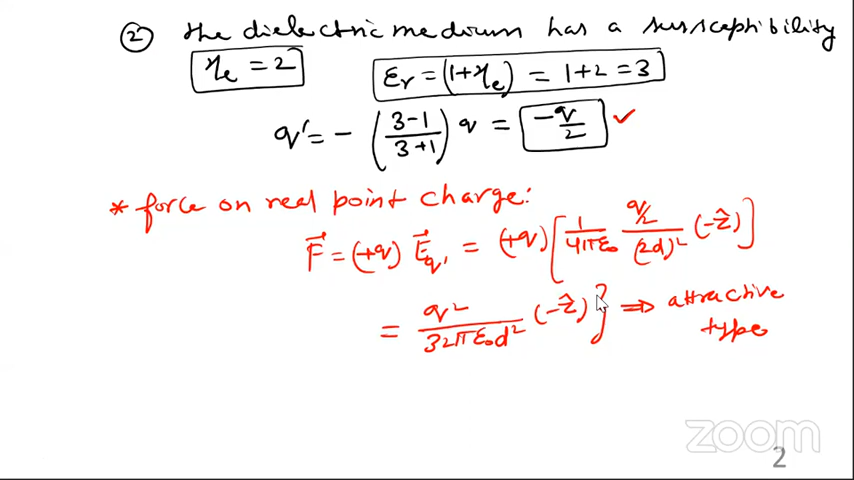 ② The dielectric medium has a susceptibility
χe = 2   εr = (1+χe) = 1+2 = 3
q' = - (3-1/3+1) q = -q/2 ✓
* force on real point charge:
F⃗ = (+q) E⃗q' = (+q) [1/4πε₀ q/2/(2d)² (-ẑ)]
= q²/32πε₀d² (-ẑ) } ⇒ attractive
type
zoom
2